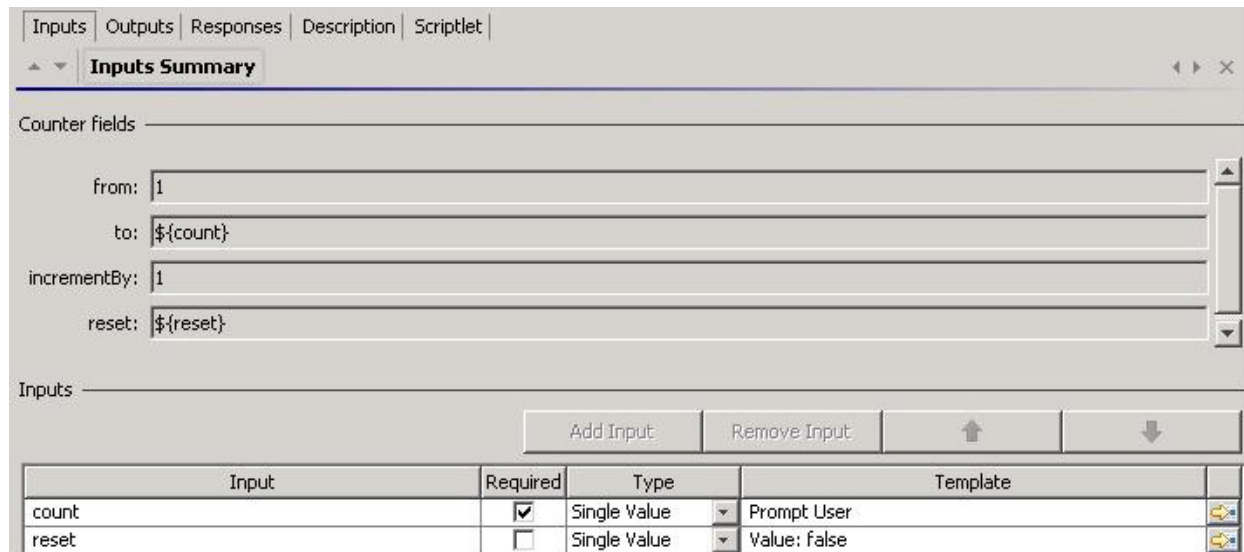 Inputs Outputs Responses Description Scriptlet
Inputs Summary
Counter fields
from: 1
to: ${count}
incrementBy: 1
reset: ${reset}
Inputs
Add Input Remove Input
Input Required Type Template
count Single Value Prompt User
reset Single Value Value: false